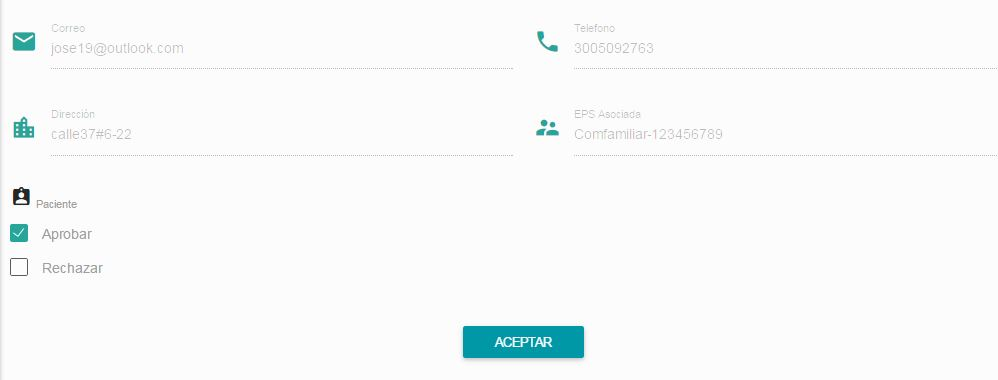 Correo
jose19@outlook.com
Telefono
3005092763
Dirección
calle37#6-22
EPS Asociada
Comfamiliar-123456789
Paciente
Aprobar
Rechazar
ACEPTAR